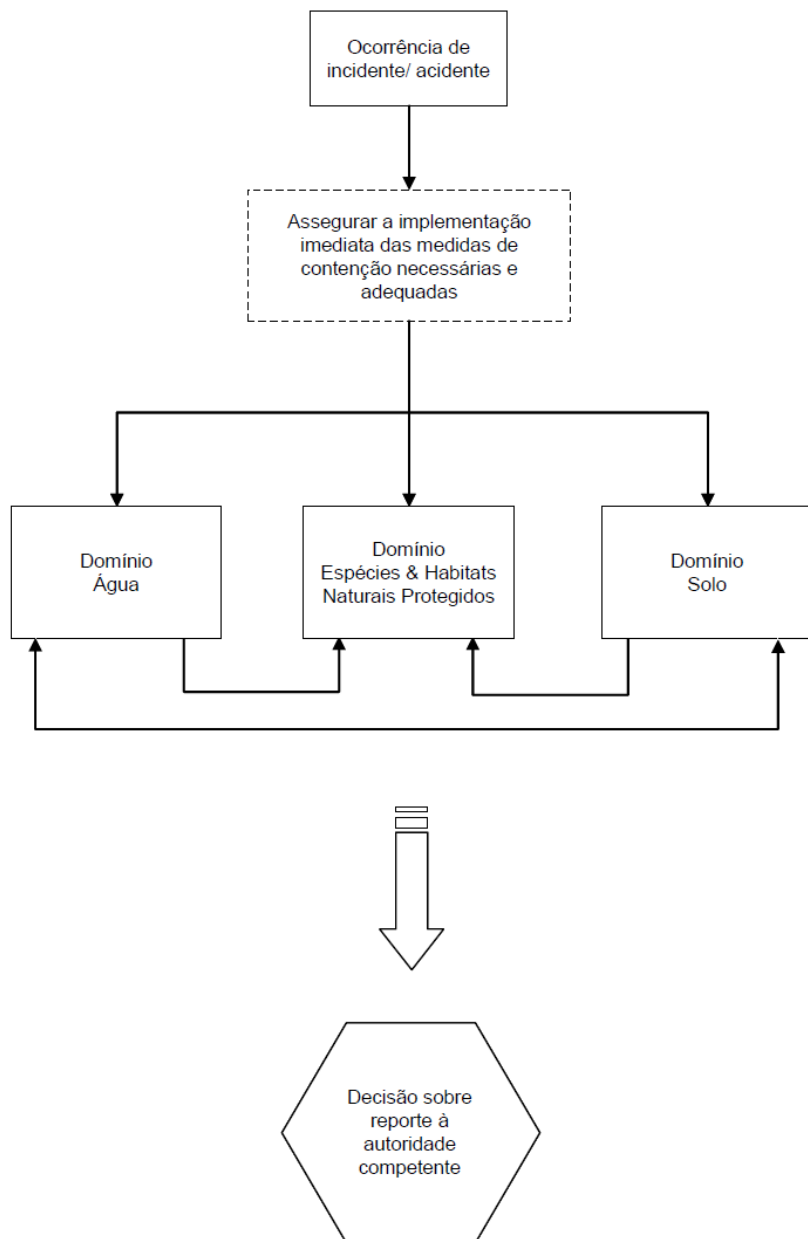 Ocorrência de
incidente/ acidente
Assegurar a implementação
imediata das medidas de
contenção necessárias e
adequadas
Domínio
Água
Domínio
Espécies & Habitats
Naturais Protegidos
Domínio
Solo
Decisão sobre
reporte à
autoridade
competente